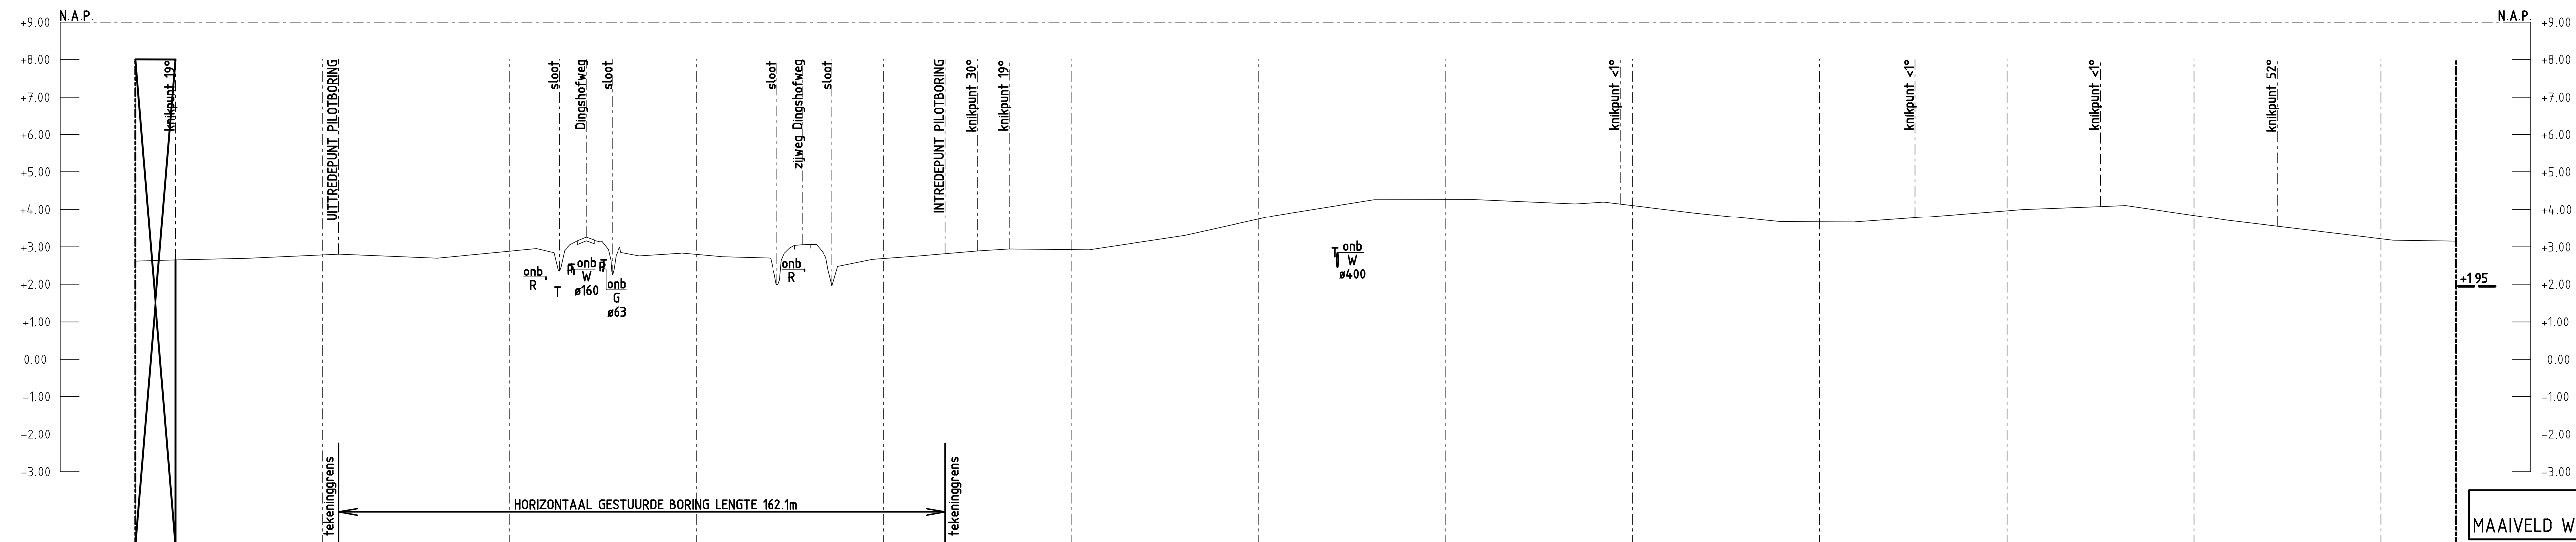 N.A.P.
N.A.P.
+9.00
+8.00
+7.00
+6.00
+5.00
+4.00
+3.00
+2.00
+1.00
0.00
-1.00
-2.00
-3.00
knikpunt 19°
UITTREDEPUNT PILOTBORING
sloot
Dingshofweg
sloot
sloot
zijweg Dingshofweg
sloot
INTREDEPUNT PILOTBORING
knikpunt 30°
knikpunt 19°
knikpunt <1°
knikpunt <1°
knikpunt <1°
knikpunt 52°
onb
R
T
onb
W
ø160
onb
G
ø63
onb
R
T
onb
W
ø400
+1.95
tekeninggrens
HORIZONTAAL GESTUURDE BORING LENGTE 162.1m
tekeninggrens
+9.00
+8.00
+7.00
+6.00
+5.00
+4.00
+3.00
+2.00
+1.00
0.00
-1.00
-2.00
-3.00
MAAIVELD W